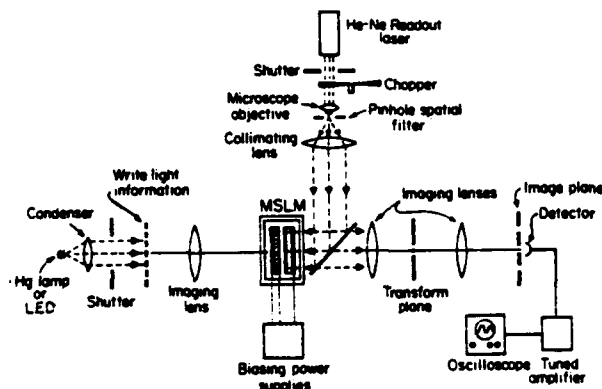 He-Ne Readout
laser
Shutter
Chopper
Microscope
objective
Pinhole spatial
filter
Collimating
lens
Write light
information
Imaging lenses
Image plane
Detector
Condenser
MSLM
Hg lamp
or
LED
Shutter
Imaging
lens
Transform
plane
Biasing power
supplies
Oscilloscope
Tuned
amplifier